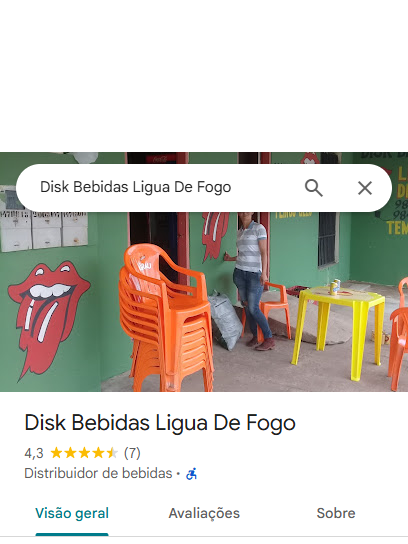 Disk Bebidas Ligua De Fogo
Disk Bebidas Ligua De Fogo
4,3 (7)
Distribuidor de bebidas ·
Visão geral
Avaliações
Sobre